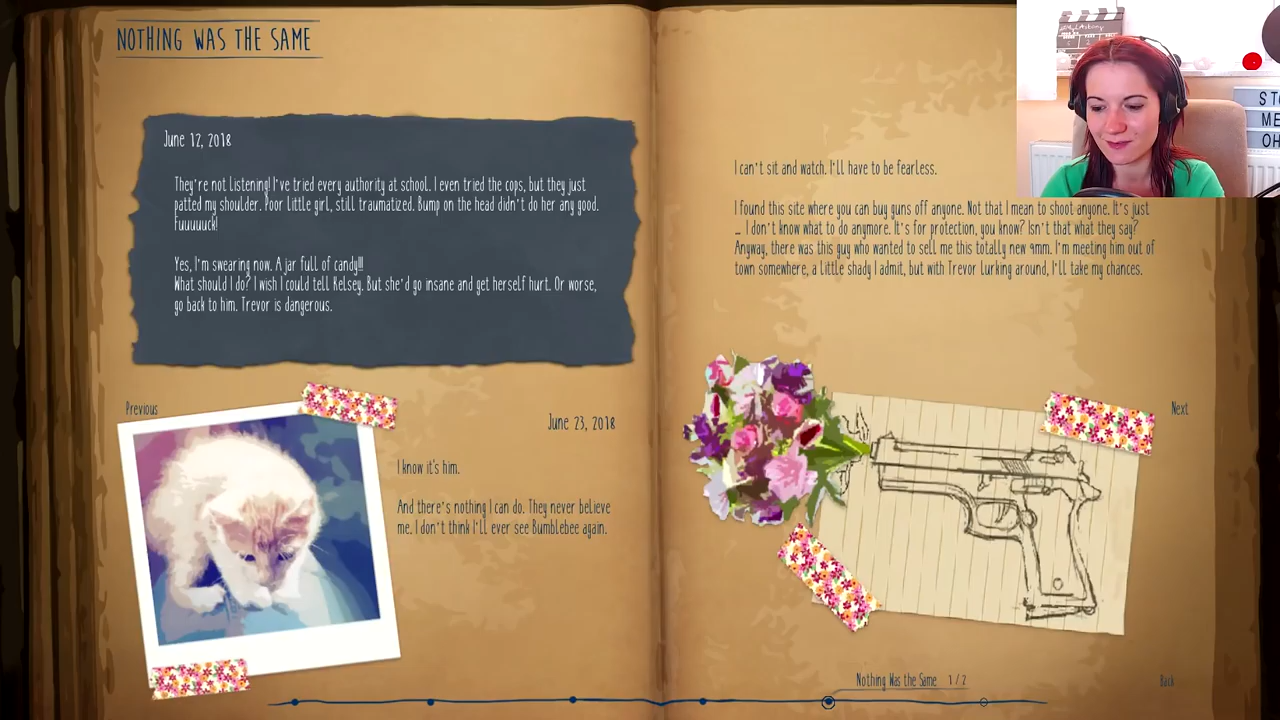 NOTHING WAS THE SAME
June 12, 2018
They're not listening! I've tried every authority at school. I even tried the cops, but they just
patted my shoulder. Poor little girl, still traumatized. Bump on the head didn't do her any good.
Fuuuuuck!
Yes, I'm swearing now. A jar full of candy!!!
What should I do? I wish I could tell Kelsey. But she'd go insane and get herself hurt. Or worse,
go back to him. Trevor is dangerous.
Previous
June 23, 2018
I know it's him.
And there's nothing I can do. They never believe
me. I don't think I'll ever see Bumblebee again.
I can't sit and watch. I'll have to be fearless.
I found this site where you can buy guns off anyone. Not that I mean to shoot anyone. It's just
... I don't know what to do anymore. It's for protection, you know? Isn't that what they say?
Anyway, there was this guy who wanted to sell me this totally new 9mm. I'm meeting him out of
town somewhere, a little shady I admit, but with Trevor Lurking around, I'll take my chances.
Next
Nothing Was the Same 1 / 2
Back
ST
ME
OH